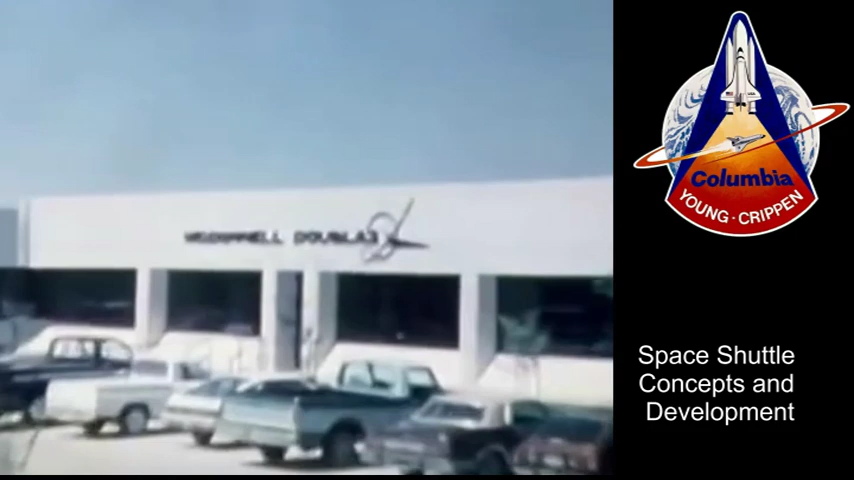 McDONNELL DOUGLAS
Columbia
YOUNG · CRIPPEN
Space Shuttle
Concepts and
Development